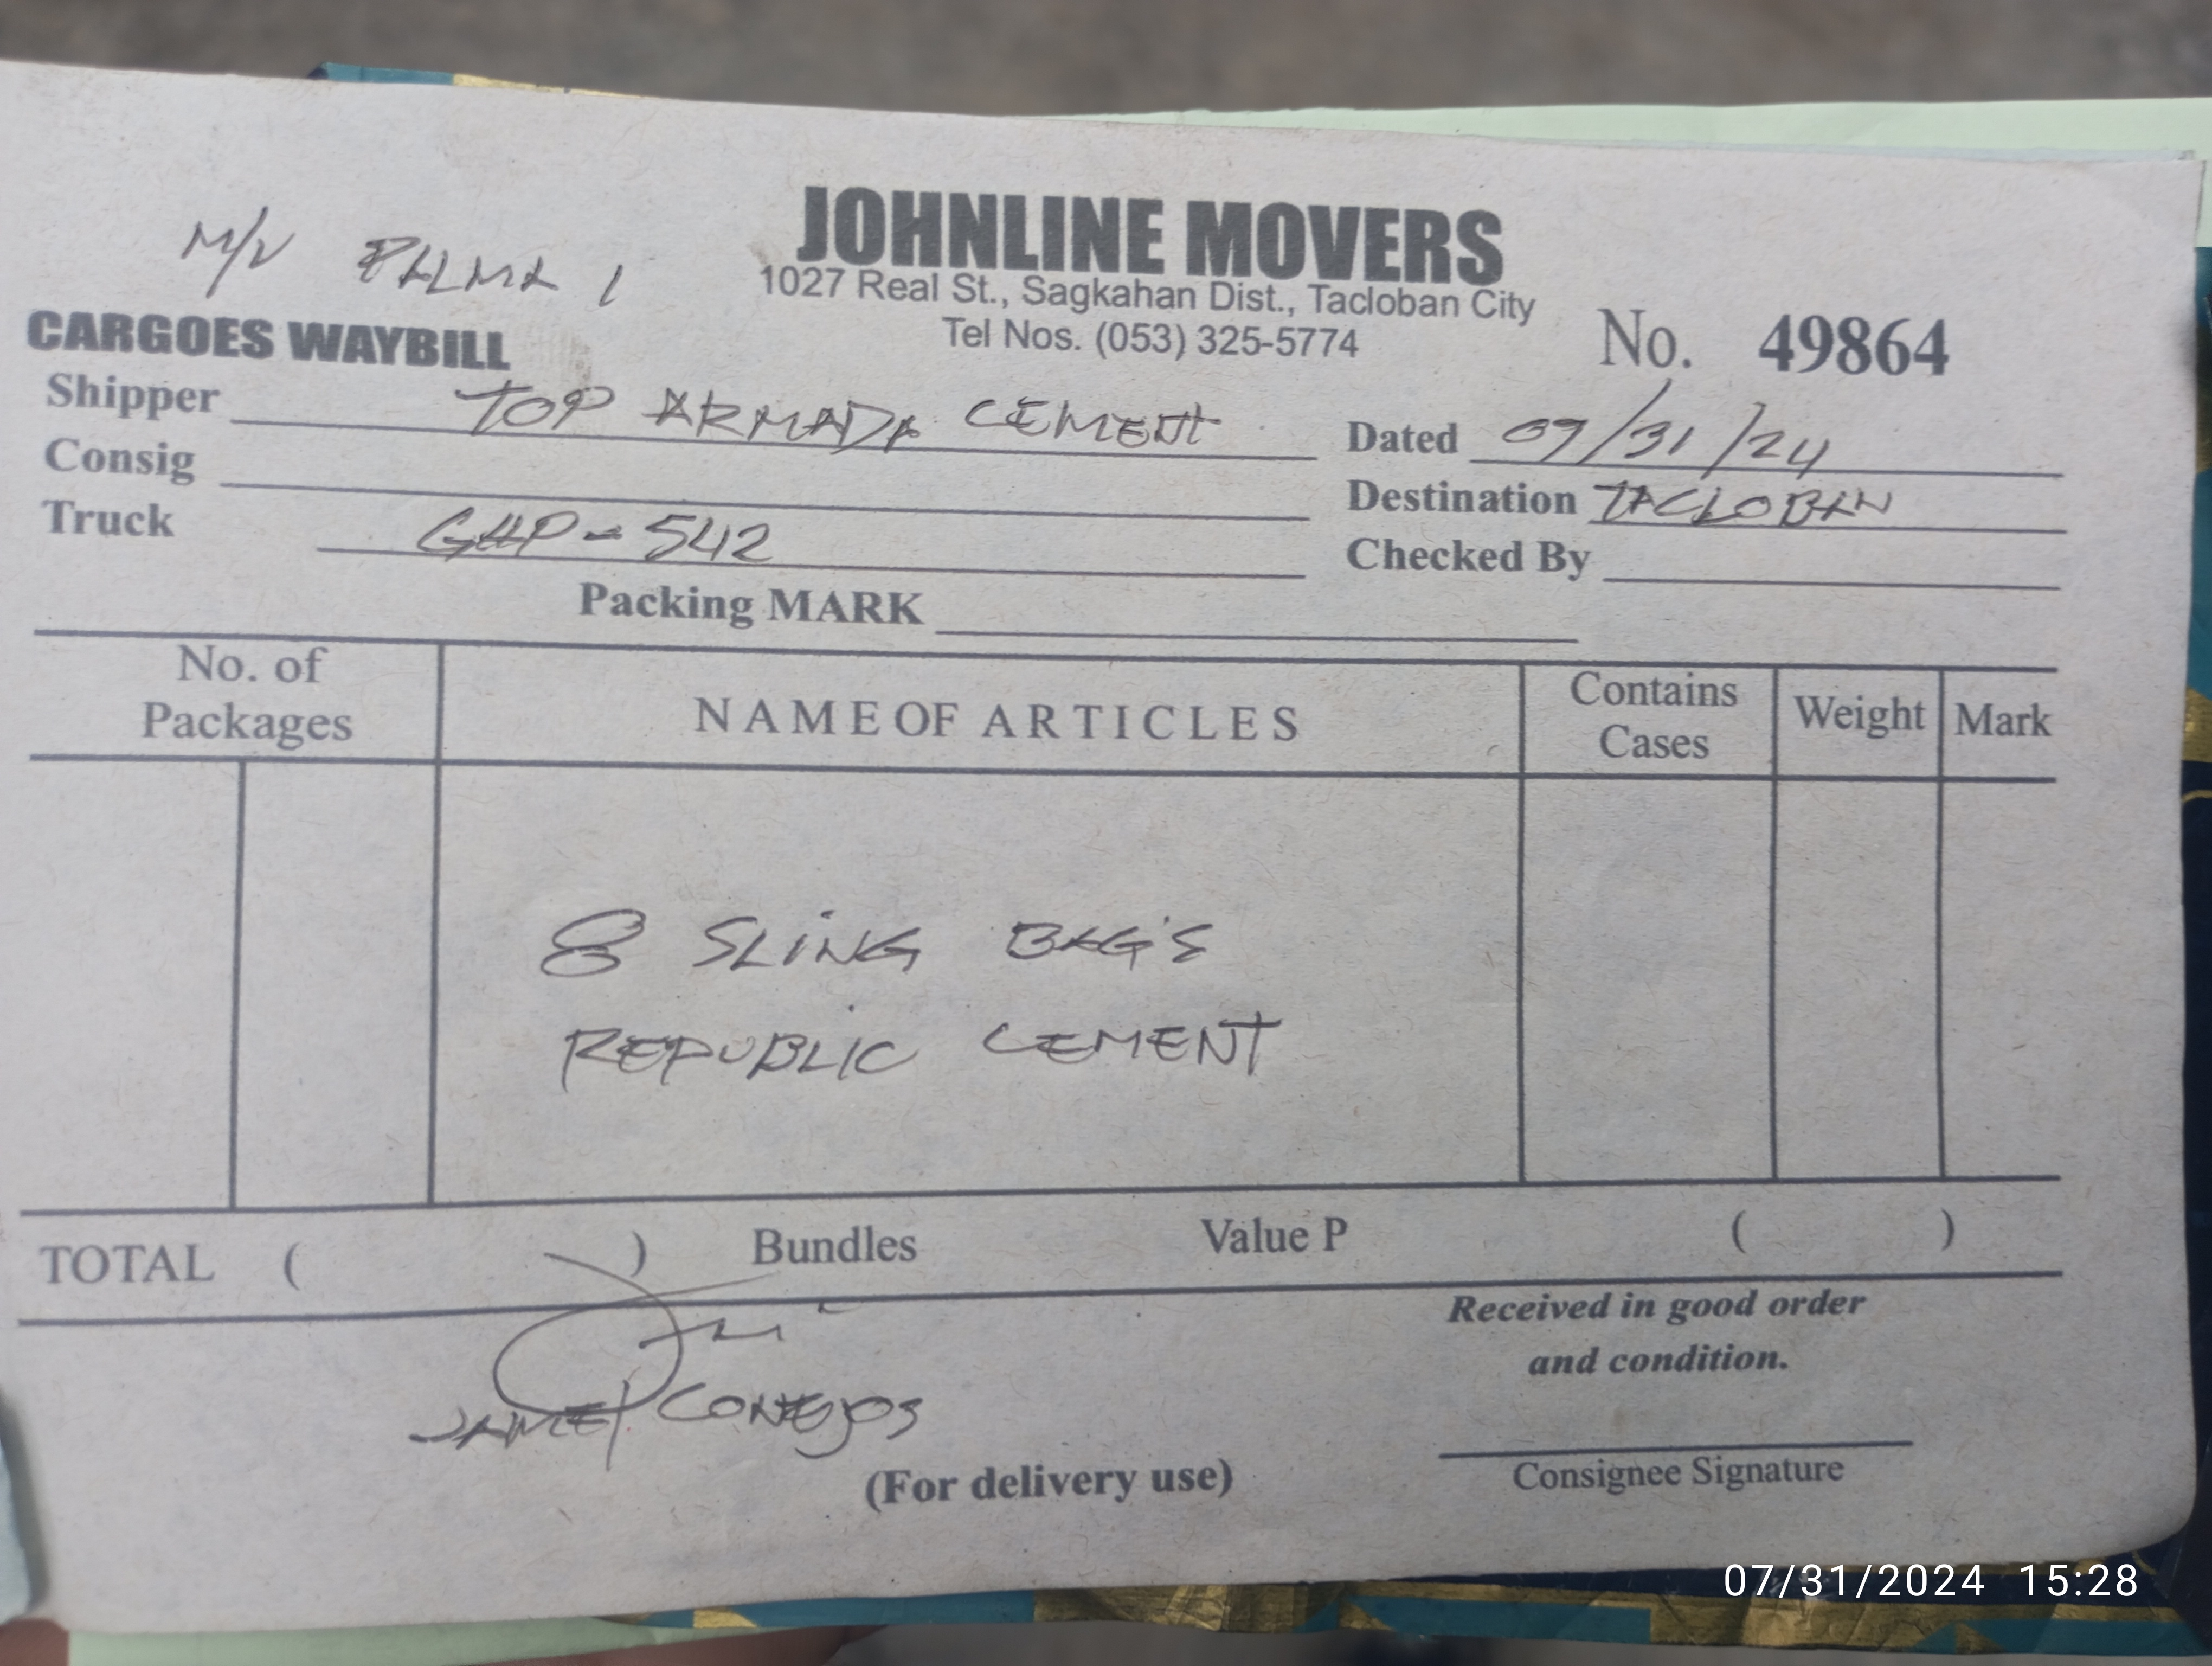 JOHNLINE MOVERS
1027 Real St., Sagkahan Dist., Tacloban City
Tel Nos. (053) 325-5774
M/V PALMA 1
CARGOES WAYBILL
No. 49864
Shipper TOP ARMADA CEMENT
Dated 07/31/24
Consig
Destination TACLOBAN
Truck GHP-542
Checked By
Packing MARK
No. of Packages NAME OF ARTICLES Contains Cases Weight Mark
8 SLING BAG'S
REPUBLIC CEMENT
TOTAL ( ) Bundles Value P ( )
Received in good order
and condition.
CONEJOS
(For delivery use)
Consignee Signature
07/31/2024 15:28